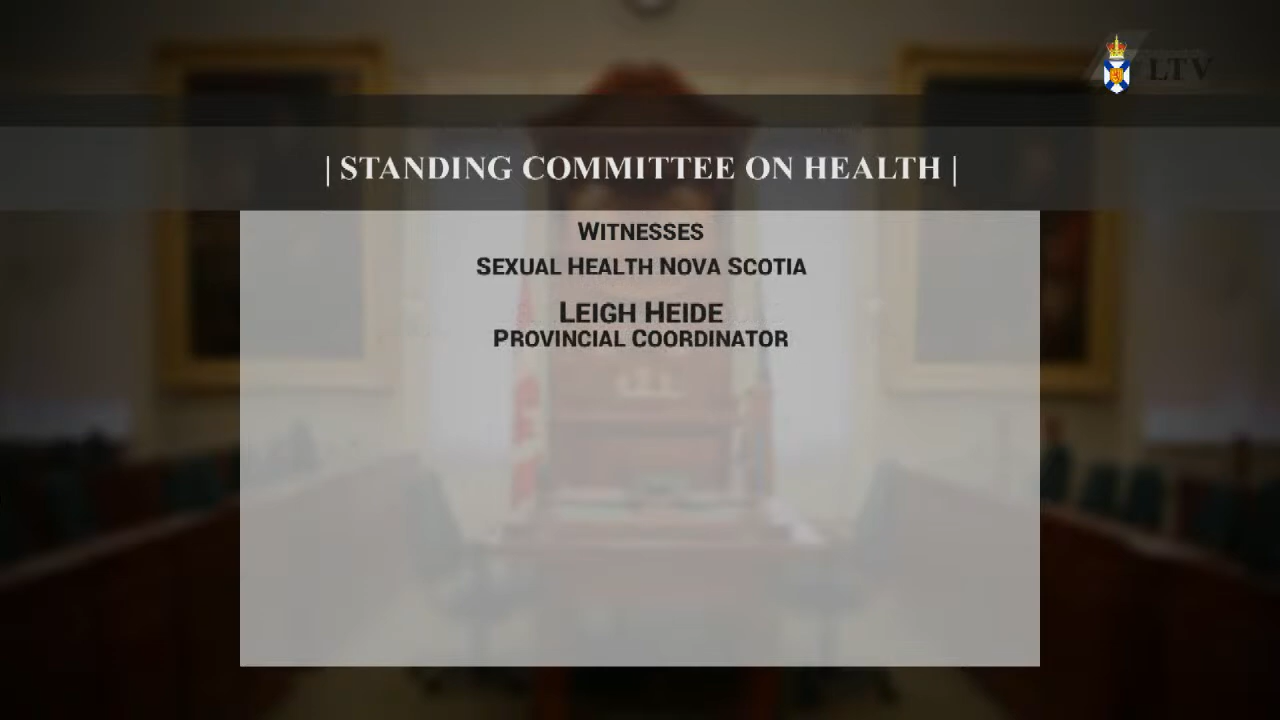 LTV
| STANDING COMMITTEE ON HEALTH |
WITNESSES
SEXUAL HEALTH NOVA SCOTIA
LEIGH HEIDE
PROVINCIAL COORDINATOR